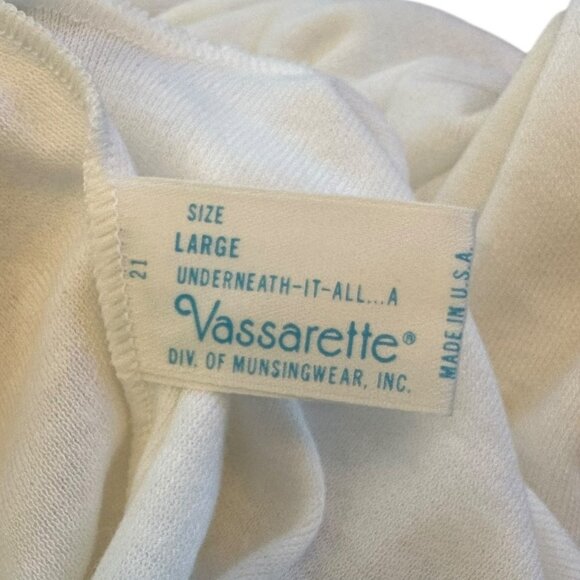 SIZE
LARGE
UNDERNEATH-IT-ALL...A
Vassarette®
DIV. OF MUNSINGWEAR, INC.
21
MADE IN U.S.A.